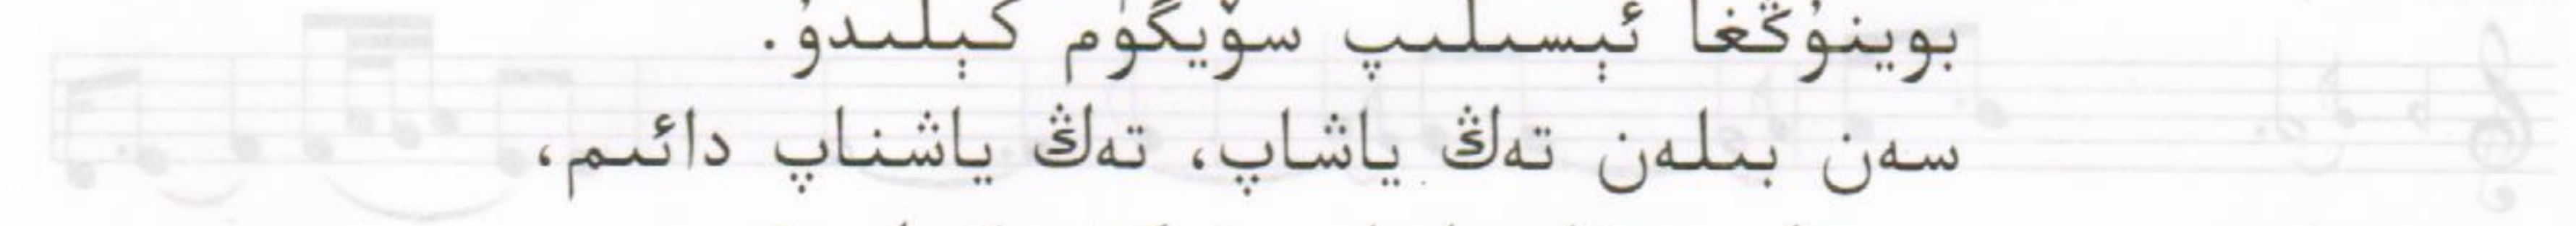 بوينۇڭغا ئېسىلىپ سۆيگۈم كېلىدۇ.
سەن بىلەن تەڭ ياشاپ، تەڭ ياشناپ دائىم،